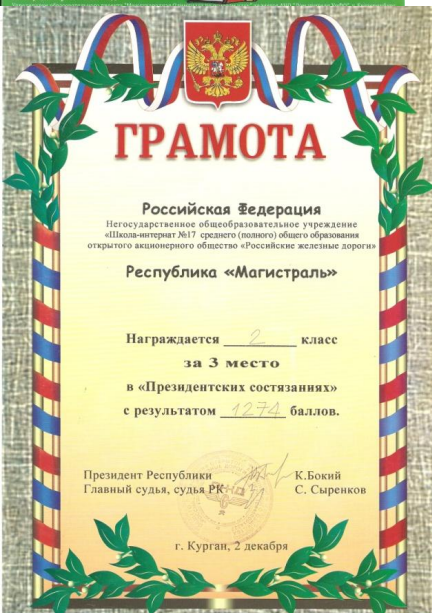 ГРАМОТА
Российская Федерация
Негосударственное общеобразовательное учреждение
«Школа-интернат №17 среднего (полного) общего образования
открытого акционерного общество «Российские железные дороги»
Республика «Магистраль»
Награждается 2 класс
за 3 место
в «Президентских состязаниях»
с результатом 1274 баллов.
Президент Республики К.Бокий
Главный судья, судья РК С. Сыренков
г. Курган, 2 декабря